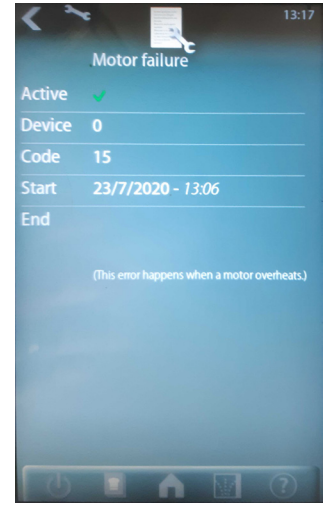 13:17
Motor failure
Active
Device 0
Code 15
Start 23/7/2020 - 13:06
End
(This error happens when a motor overheats.)
?